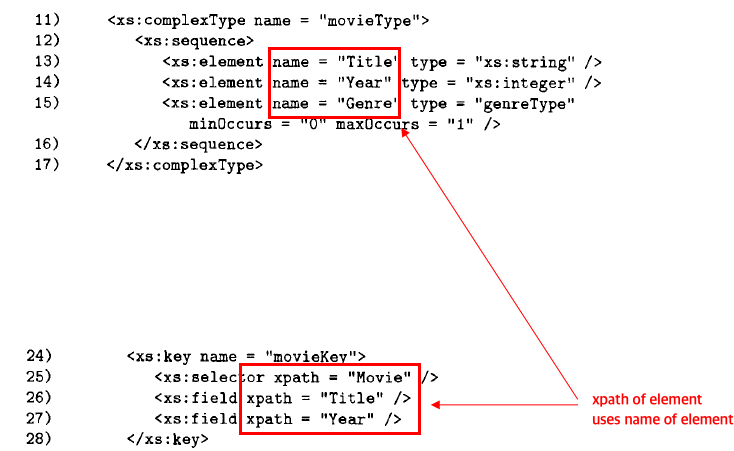 11) <xs:complexType name = "movieType">
12) <xs:sequence>
13) <xs:element name = "Title" type = "xs:string" />
14) <xs:element name = "Year" type = "xs:integer" />
15) <xs:element name = "Genre" type = "genreType"
minOccurs = "0" maxOccurs = "1" />
16) </xs:sequence>
17) </xs:complexType>
24) <xs:key name = "movieKey">
25) <xs:selector xpath = "Movie" />
26) <xs:field xpath = "Title" />
27) <xs:field xpath = "Year" />
28) </xs:key>
xpath of element
uses name of element